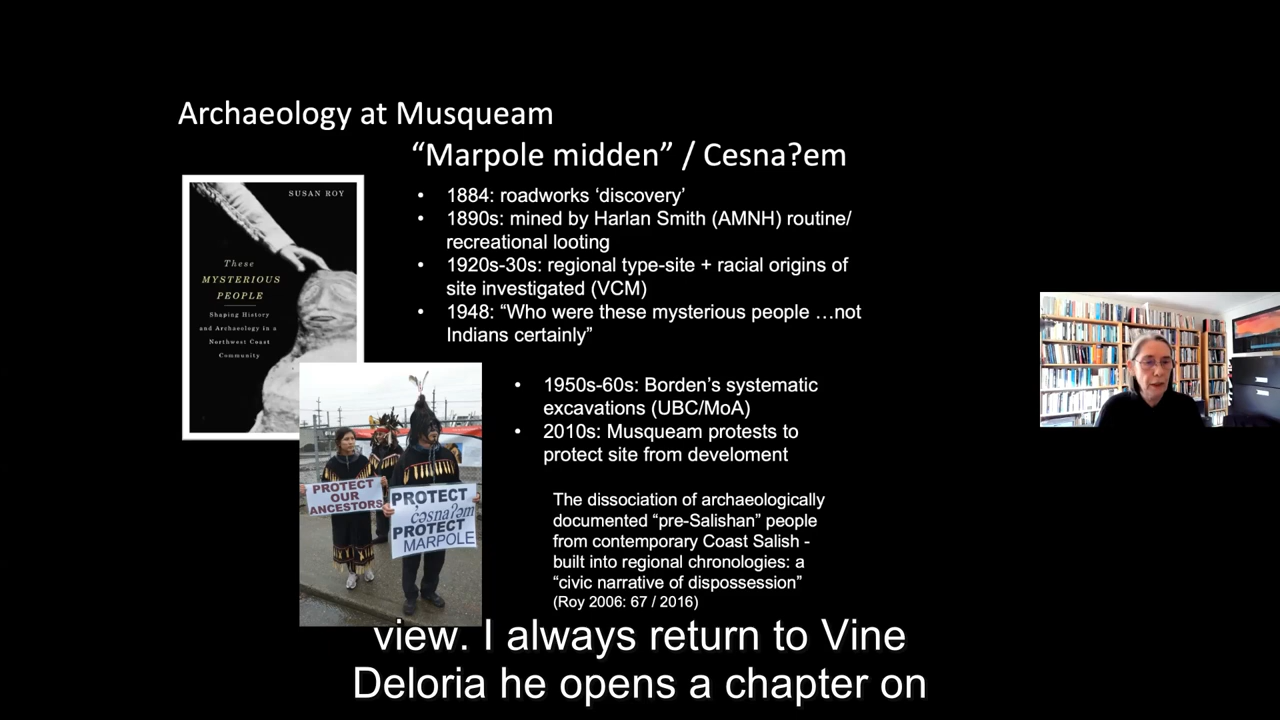 Archaeology at Musqueam
“Marpole midden” / Cesna?em
SUSAN ROY
These
MYSTERIOUS
PEOPLE
Shaping History
and Archaeology in a
Northwest Coast
Community
• 1884: roadworks ‘discovery’
• 1890s: mined by Harlan Smith (AMNH) routine/
recreational looting
• 1920s-30s: regional type-site + racial origins of
site investigated (VCM)
• 1948: “Who were these mysterious people …not
Indians certainly”
• 1950s-60s: Borden’s systematic
excavations (UBC/MoA)
• 2010s: Musqueam protests to
protect site from develoment
PROTECT
OUR
ANCESTORS
PROTECT
c̓əsnaʔəm
PROTECT
MARPOLE
The dissociation of archaeologically
documented “pre-Salishan” people
from contemporary Coast Salish -
built into regional chronologies: a
“civic narrative of dispossession”
(Roy 2006: 67 / 2016)
view. I always return to Vine
Deloria he opens a chapter on